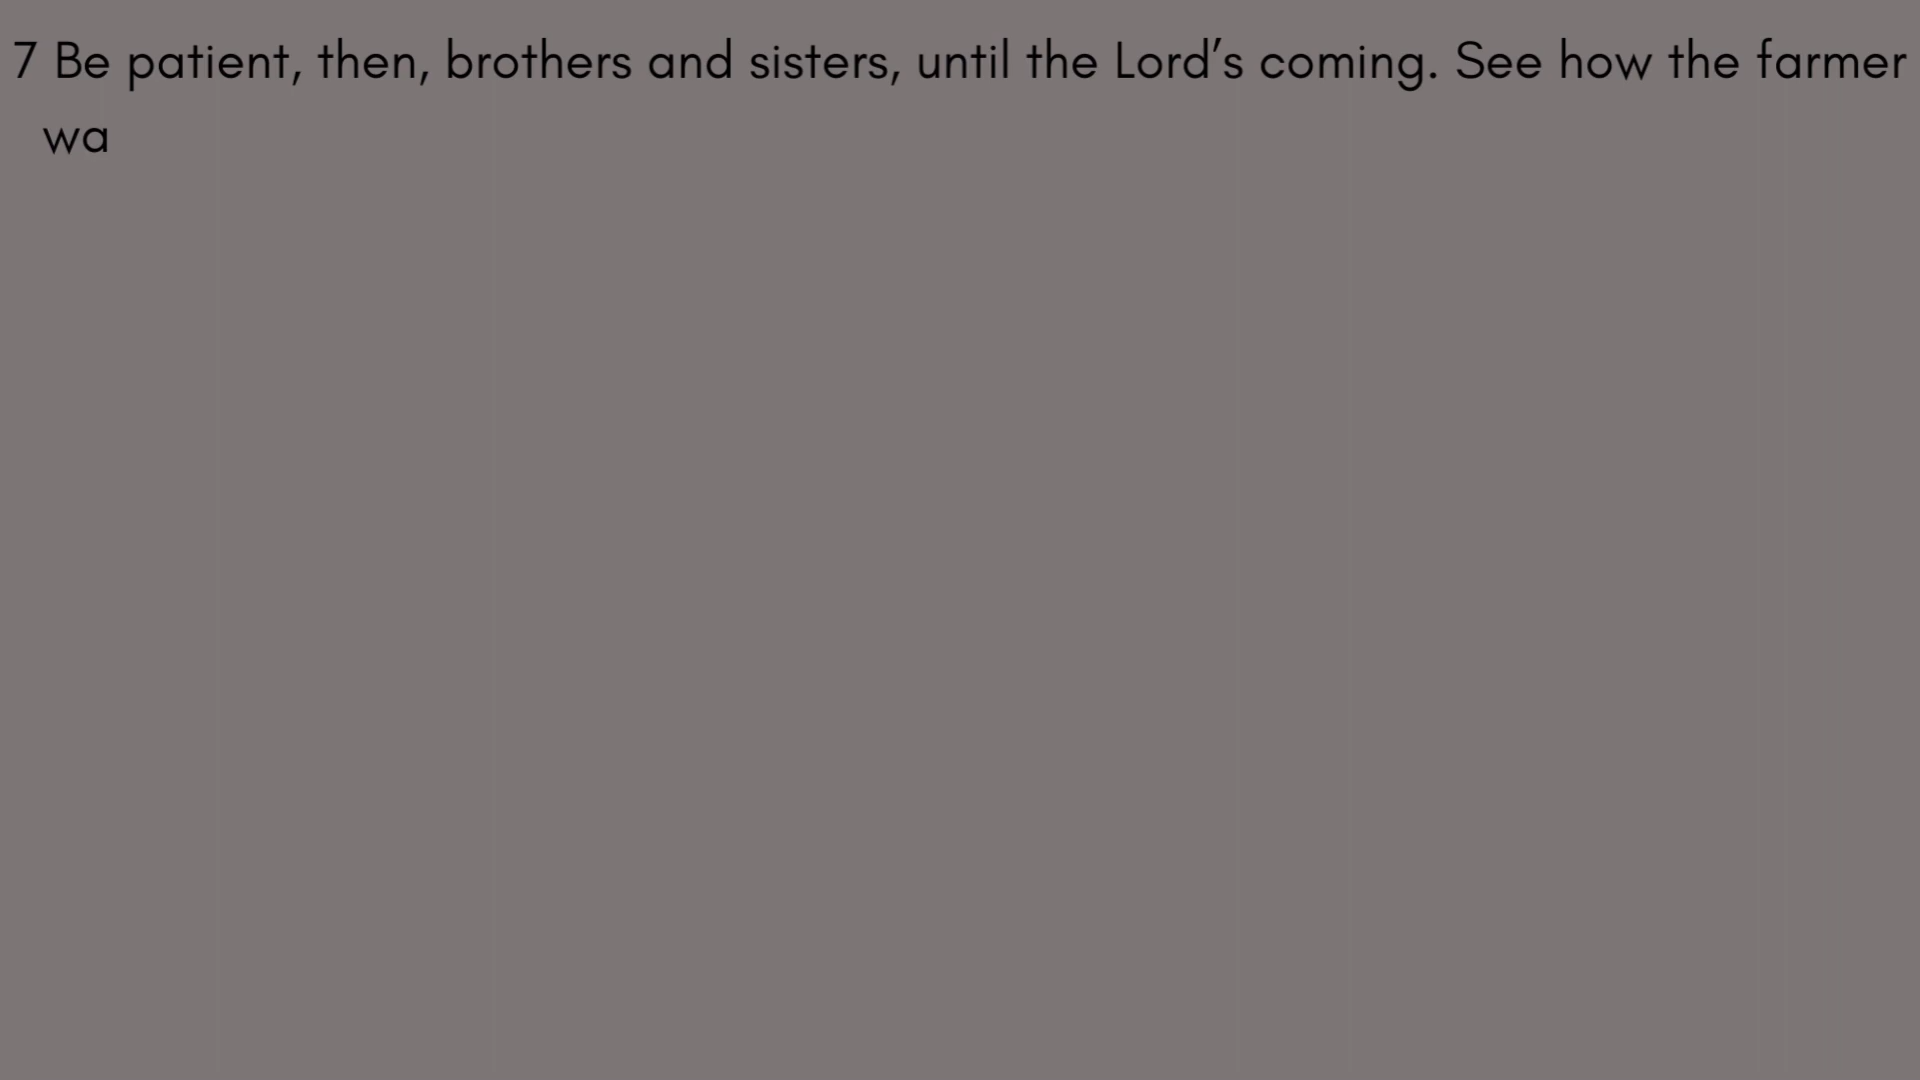 7 Be patient, then, brothers and sisters, until the Lord’s coming. See how the farmer
wa